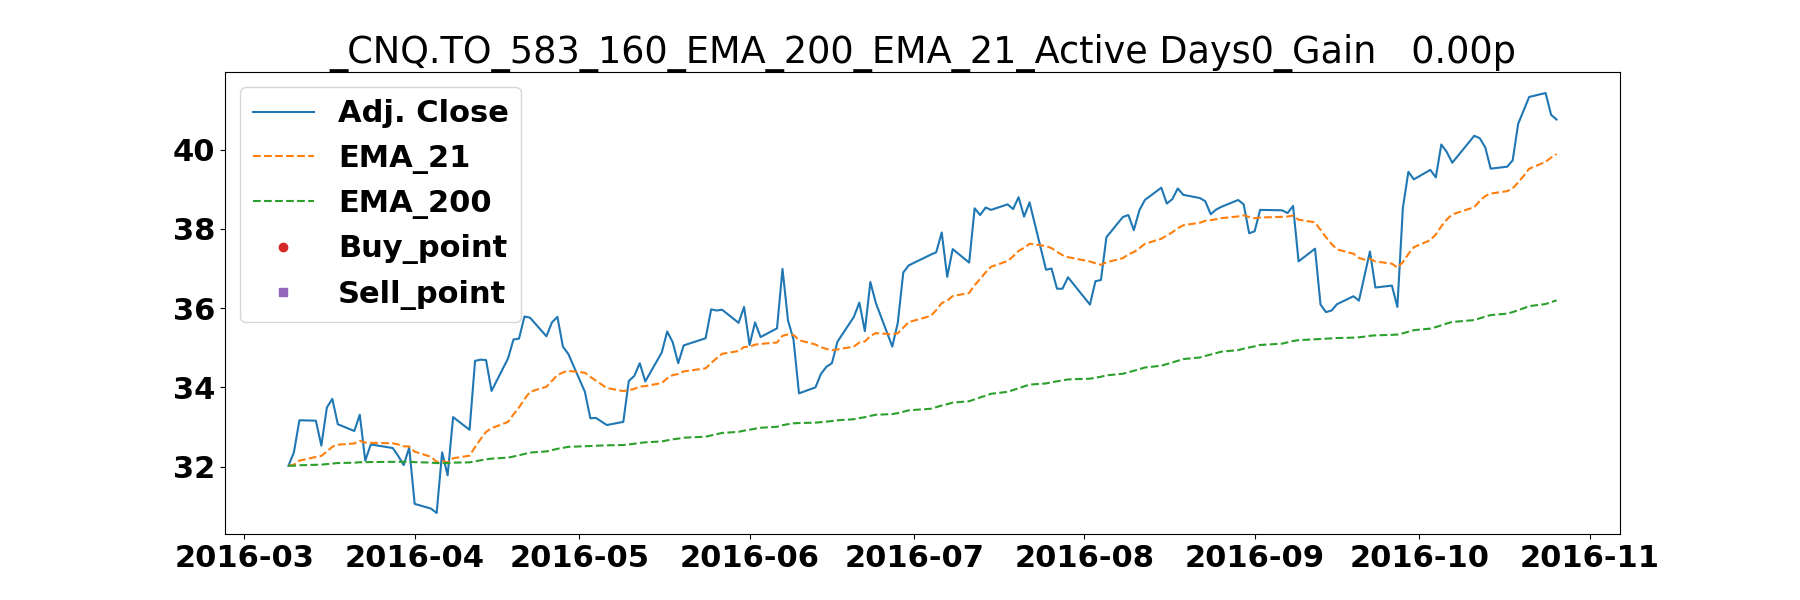 _CNQ.TO_583_160_EMA_200_EMA_21_Active Days0_Gain   0.00p
Adj. Close
EMA_21
EMA_200
Buy_point
Sell_point
40
38
36
34
32
2016-03 2016-04 2016-05 2016-06 2016-07 2016-08 2016-09 2016-10 2016-11